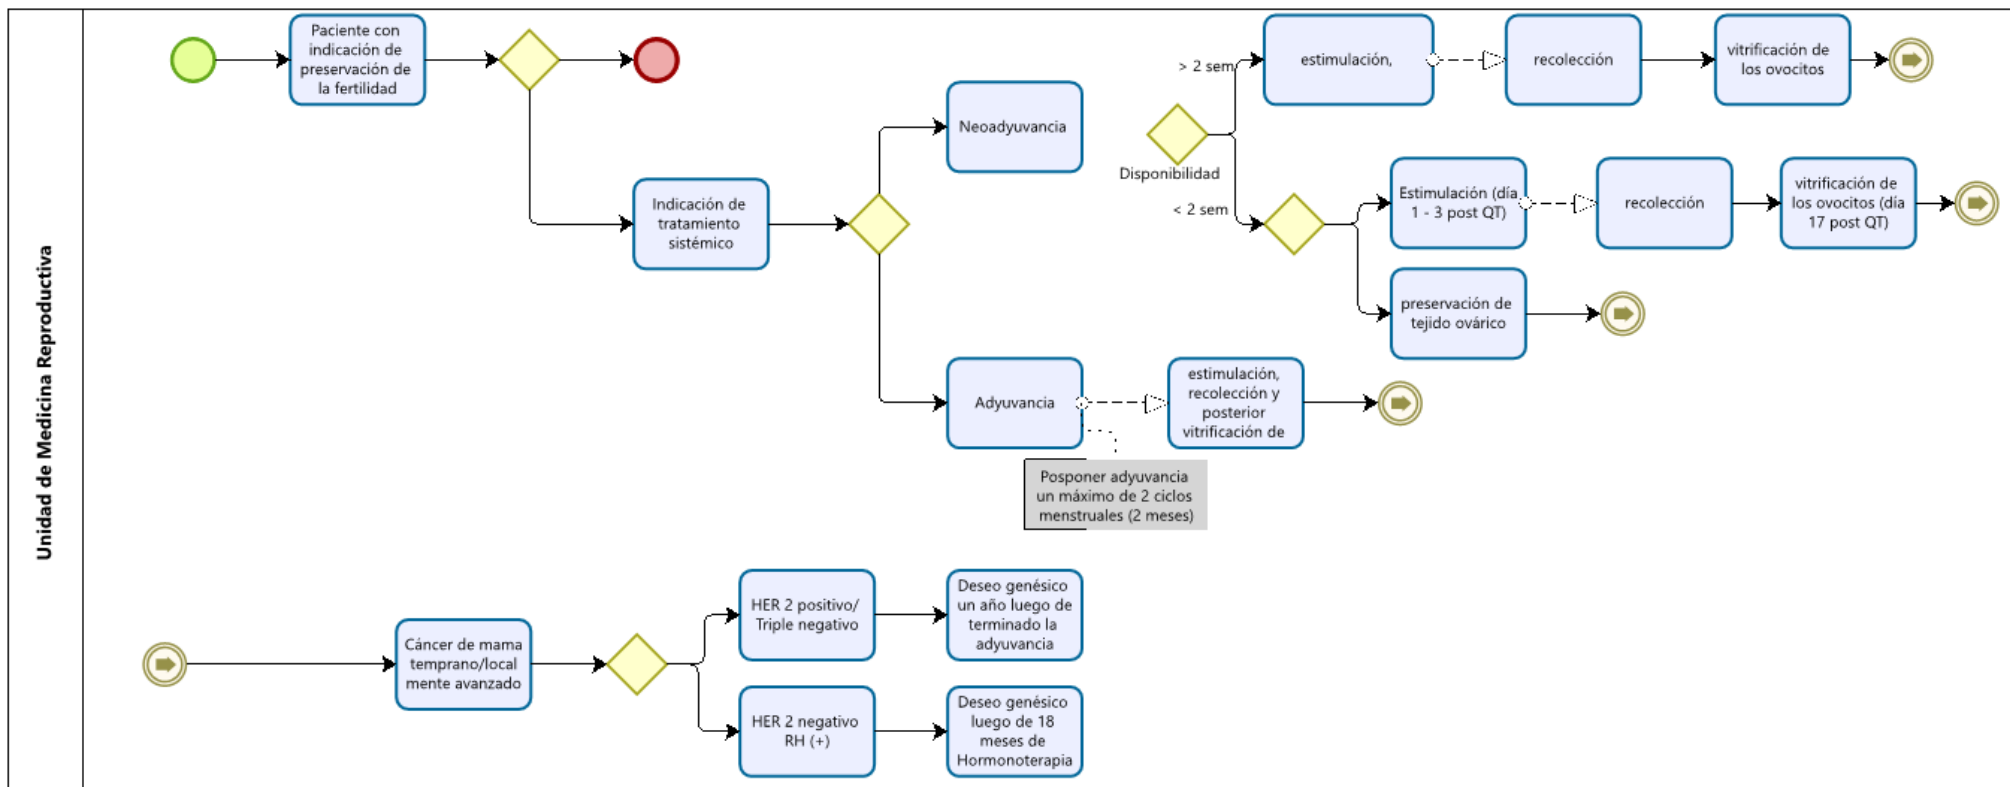 Unidad de Medicina Reproductiva
Paciente con
indicación de
preservación de
la fertilidad
Indicación de
tratamiento
sistémico
Neoadyuvancia
Adyuvancia
Posponer adyuvancia
un máximo de 2 ciclos
menstruales (2 meses)
estimulación,
recolección y
posterior
vitrificación de
Disponibilidad
> 2 sem
estimulación,
recolección
vitrificación de
los ovocitos
< 2 sem
Estimulación (día
1 - 3 post QT)
recolección
vitrificación de
los ovocitos (día
17 post QT)
preservación de
tejido ovárico
Cáncer de mama
temprano/local
mente avanzado
HER 2 positivo/
Triple negativo
Deseo genésico
un año luego de
terminado la
adyuvancia
HER 2 negativo
RH (+)
Deseo genésico
luego de 18
meses de
Hormonoterapia